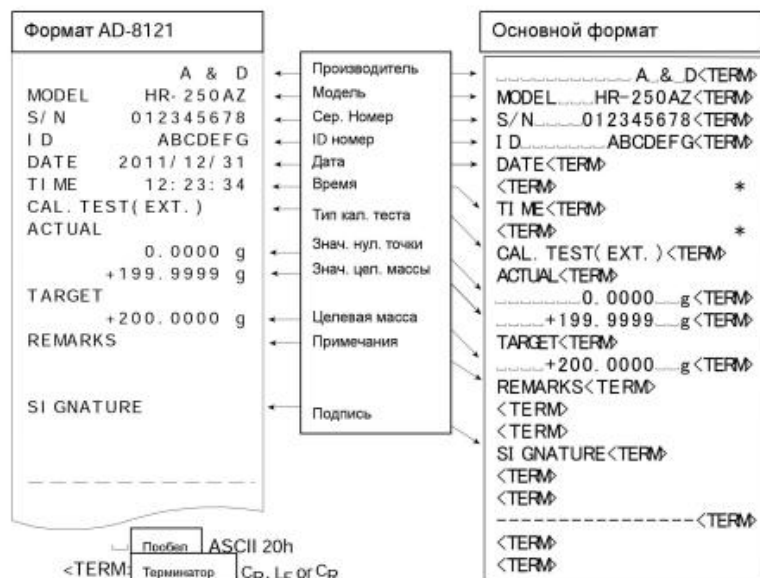 Формат AD-8121
A & D
MODEL HR-250AZ
S/N 012345678
ID ABCDEFG
DATE 2011/12/31
TIME 12:23:34
CAL.TEST(EXT.)
ACTUAL
0.0000 g
+199.9999 g
TARGET
+200.0000 g
REMARKS
SIGNATURE
Производитель
Модель
Сер. Номер
ID номер
Дата
Время
Тип кал. теста
Знач. нул. точки
Знач. цел. массы
Целевая масса
Примечания
Подпись
Основной формат
␣␣␣␣␣␣␣␣␣␣␣A␣&␣D<TERM>
MODEL␣␣␣HR-250AZ<TERM>
S/N␣␣␣␣012345678<TERM>
ID␣␣␣␣␣␣␣ABCDEFG<TERM>
DATE<TERM>
<TERM> *
TIME<TERM>
<TERM> *
CAL.TEST(EXT.)<TERM>
ACTUAL<TERM>
␣␣␣␣␣␣␣0.0000␣␣g<TERM>
␣␣␣␣+199.9999␣␣g<TERM>
TARGET<TERM>
␣␣␣␣+200.0000␣␣g<TERM>
REMARKS<TERM>
<TERM>
<TERM>
SIGNATURE<TERM>
<TERM>
<TERM>
----------------<TERM>
<TERM>
<TERM>
␣ Пробел ASCII 20h
<TERM: Терминатор CR, LF or CR